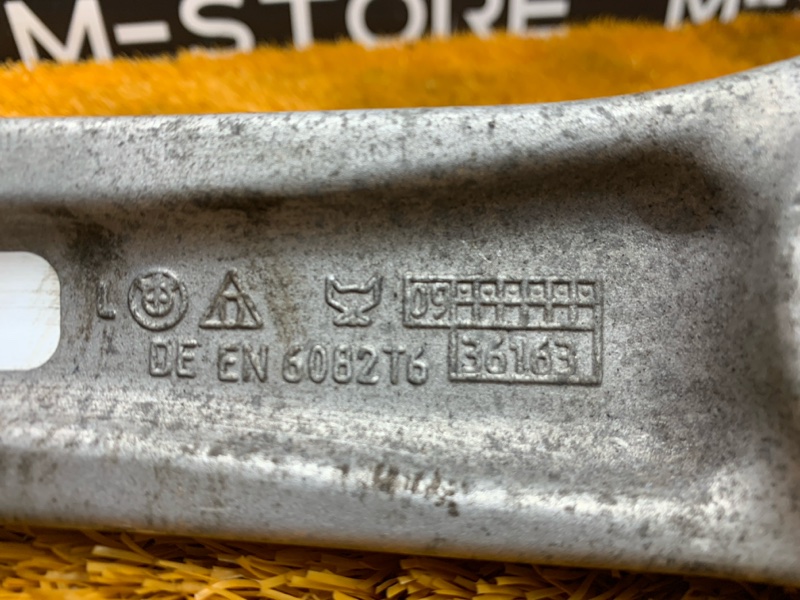 M-STORE M-
L 09
DE EN 6082T6 36163